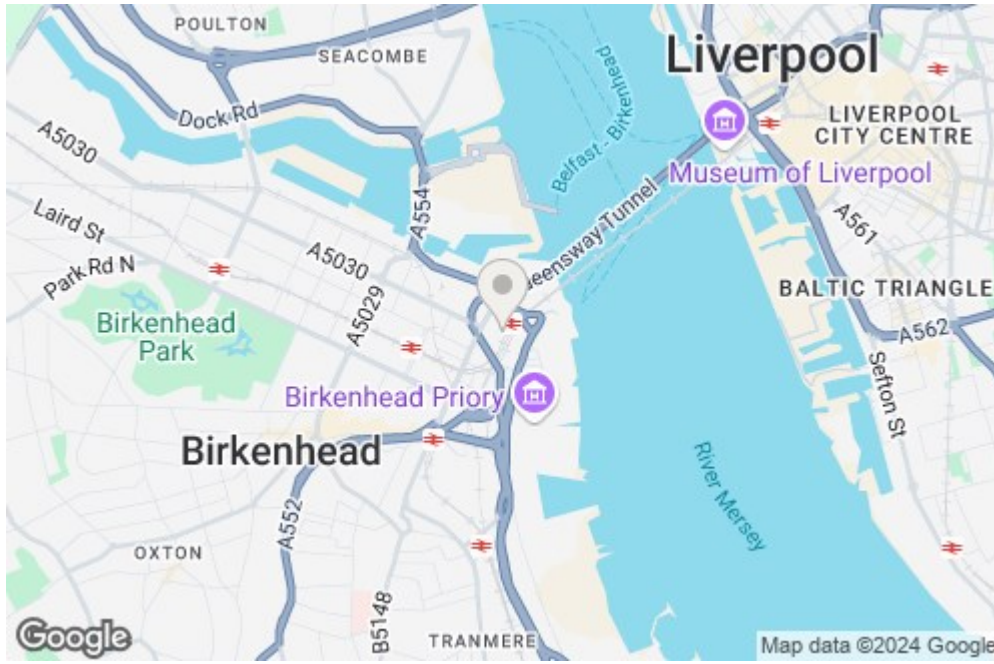 POULTON
SEACOMBE
Liverpool
Dock Rd
A5030
Belfast - Birkenhead
LIVERPOOL
CITY CENTRE
Museum of Liverpool
Laird St
A554
A5030
Queensway Tunnel
A561
Park Rd N
A5029
BALTIC TRIANGLE
Birkenhead
Park
A562
Birkenhead Priory
Sefton St
Birkenhead
River Mersey
A552
OXTON
B5148
TRANMERE
Google
Map data ©2024 Google